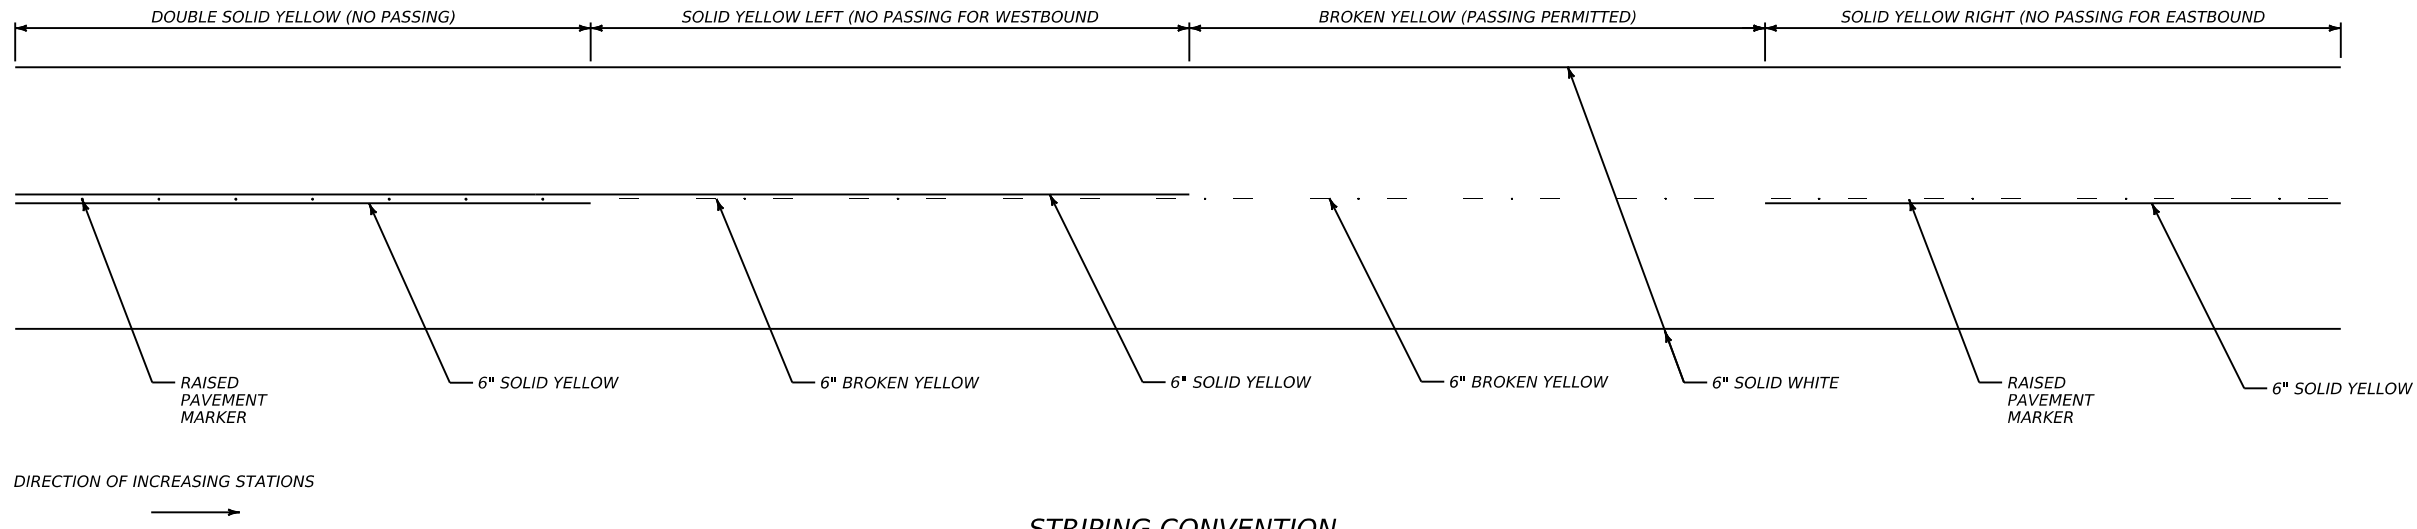 DOUBLE SOLID YELLOW (NO PASSING)
SOLID YELLOW LEFT (NO PASSING FOR WESTBOUND
BROKEN YELLOW (PASSING PERMITTED)
SOLID YELLOW RIGHT (NO PASSING FOR EASTBOUND
RAISED
PAVEMENT
MARKER
6" SOLID YELLOW
6" BROKEN YELLOW
6" SOLID YELLOW
6" BROKEN YELLOW
6" SOLID WHITE
RAISED
PAVEMENT
MARKER
6" SOLID YELLOW
DIRECTION OF INCREASING STATIONS
STRIPING CONVENTION